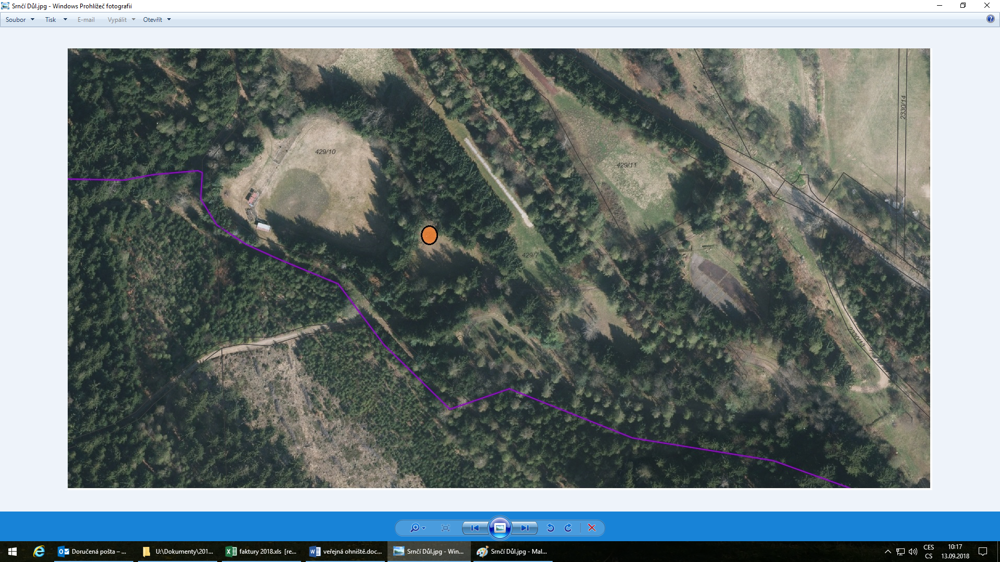 Srnčí Důl.jpg - Windows Prohlížeč fotografií
Soubor Tisk E-mail Vypálit Otevřít
2330/14
429/10
429/11
429/7
2330/13
Doručená pošta – ...
U:\Dokumenty\201...
faktury 2018.xls [re...
veřejná ohniště.doc...
Srnčí Důl.jpg - Win...
Srnčí Důl.jpg - Mal...
CES
CS
10:17
13.09.2018